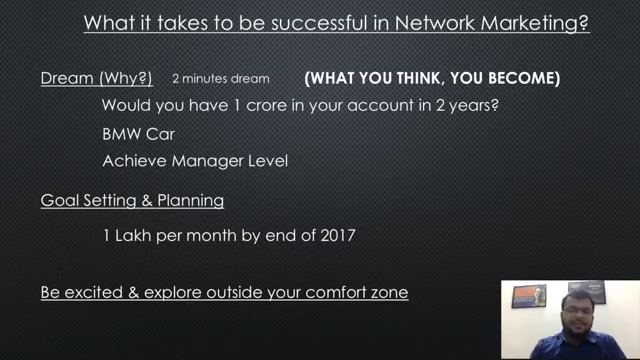 What it takes to be successful in Network Marketing?
Dream (Why?) 2 minutes dream (WHAT YOU THINK, YOU BECOME)
Would you have 1 crore in your account in 2 years?
BMW Car
Achieve Manager Level
Goal Setting & Planning
1 Lakh per month by end of 2017
Be excited & explore outside your comfort zone